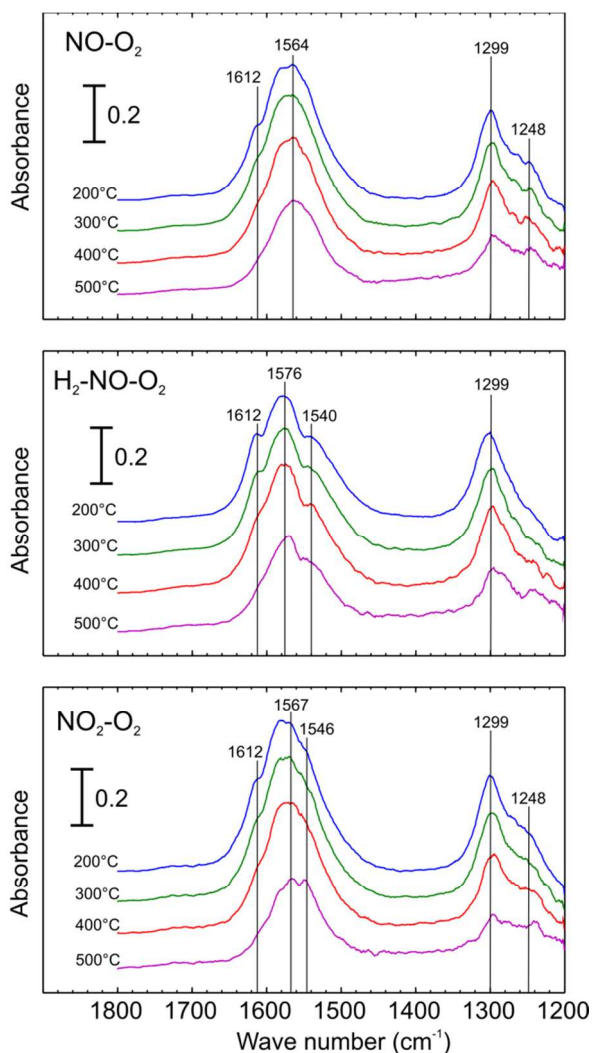 NO-O₂
1564
1612
1299
1248
0.2
Absorbance
200°C
300°C
400°C
500°C
H₂-NO-O₂
1576
1612
1540
1299
0.2
Absorbance
200°C
300°C
400°C
500°C
NO₂-O₂
1567
1612
1546
1299
1248
0.2
Absorbance
200°C
300°C
400°C
500°C
1800 1700 1600 1500 1400 1300 1200
Wave number (cm⁻¹)